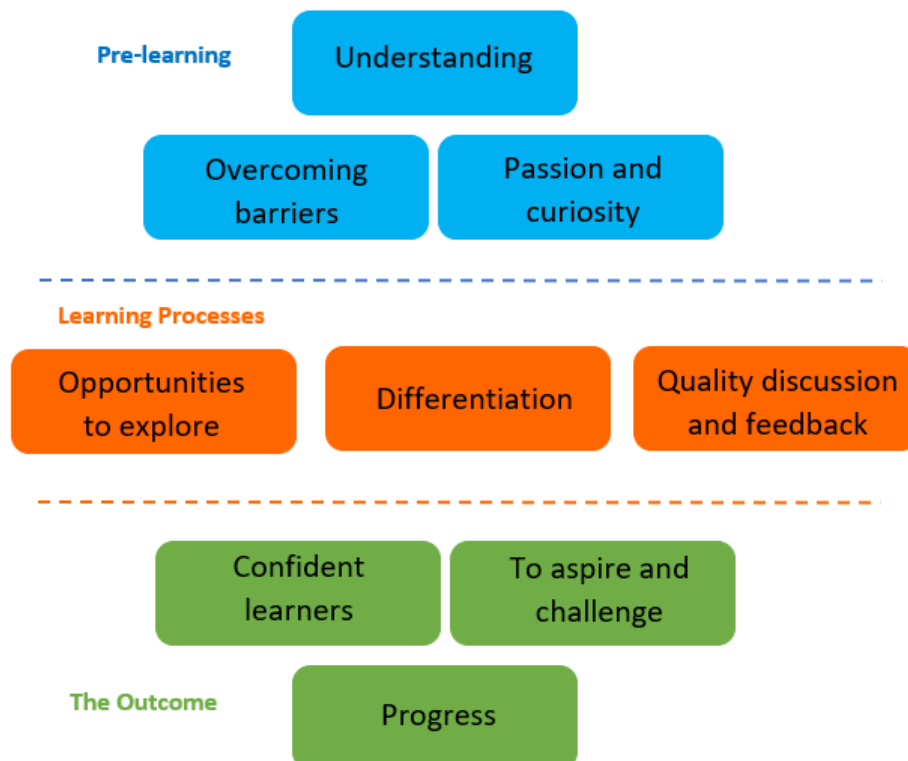 Pre-learning
Understanding
Overcoming
barriers
Passion and
curiosity
Learning Processes
Opportunities
to explore
Differentiation
Quality discussion
and feedback
Confident
learners
To aspire and
challenge
The Outcome
Progress